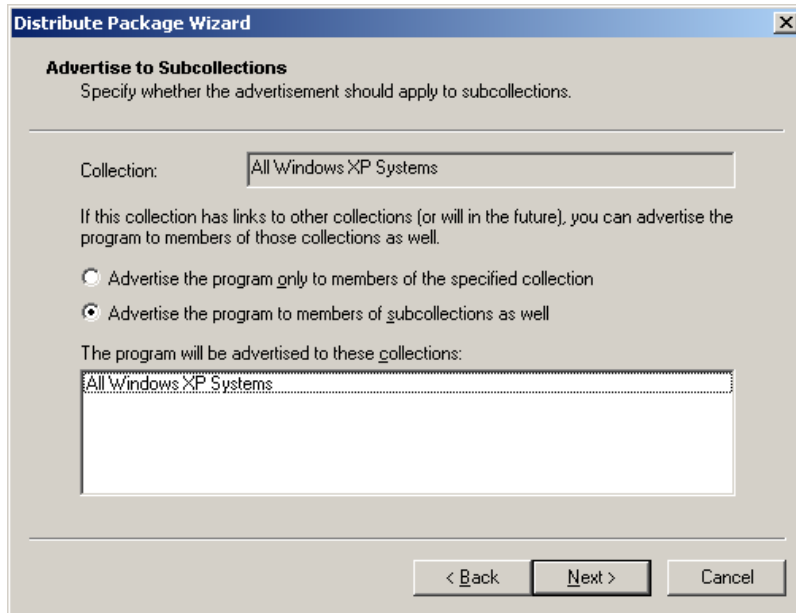 Distribute Package Wizard
Advertise to Subcollections
Specify whether the advertisement should apply to subcollections.
Collection:
All Windows XP Systems
If this collection has links to other collections (or will in the future), you can advertise the
program to members of those collections as well.
Advertise the program only to members of the specified collection
Advertise the program to members of subcollections as well
The program will be advertised to these collections:
All Windows XP Systems
< Back
Next >
Cancel